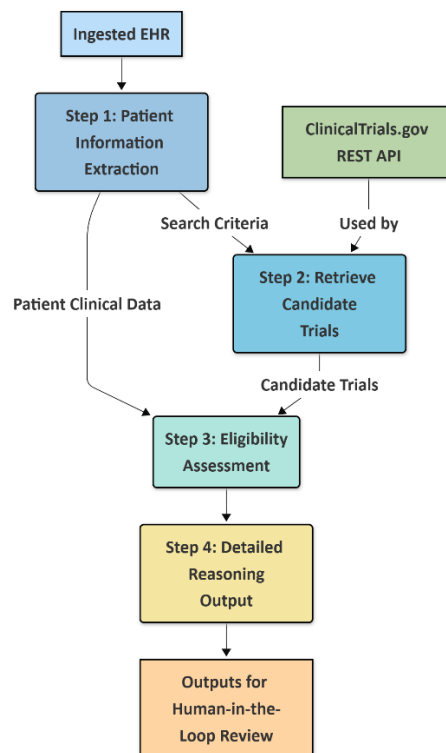 Ingested EHR
Step 1: Patient
Information
Extraction
ClinicalTrials.gov
REST API
Search Criteria
Used by
Step 2: Retrieve
Candidate
Trials
Patient Clinical Data
Candidate Trials
Step 3: Eligibility
Assessment
Step 4: Detailed
Reasoning
Output
Outputs for
Human-in-the-
Loop Review